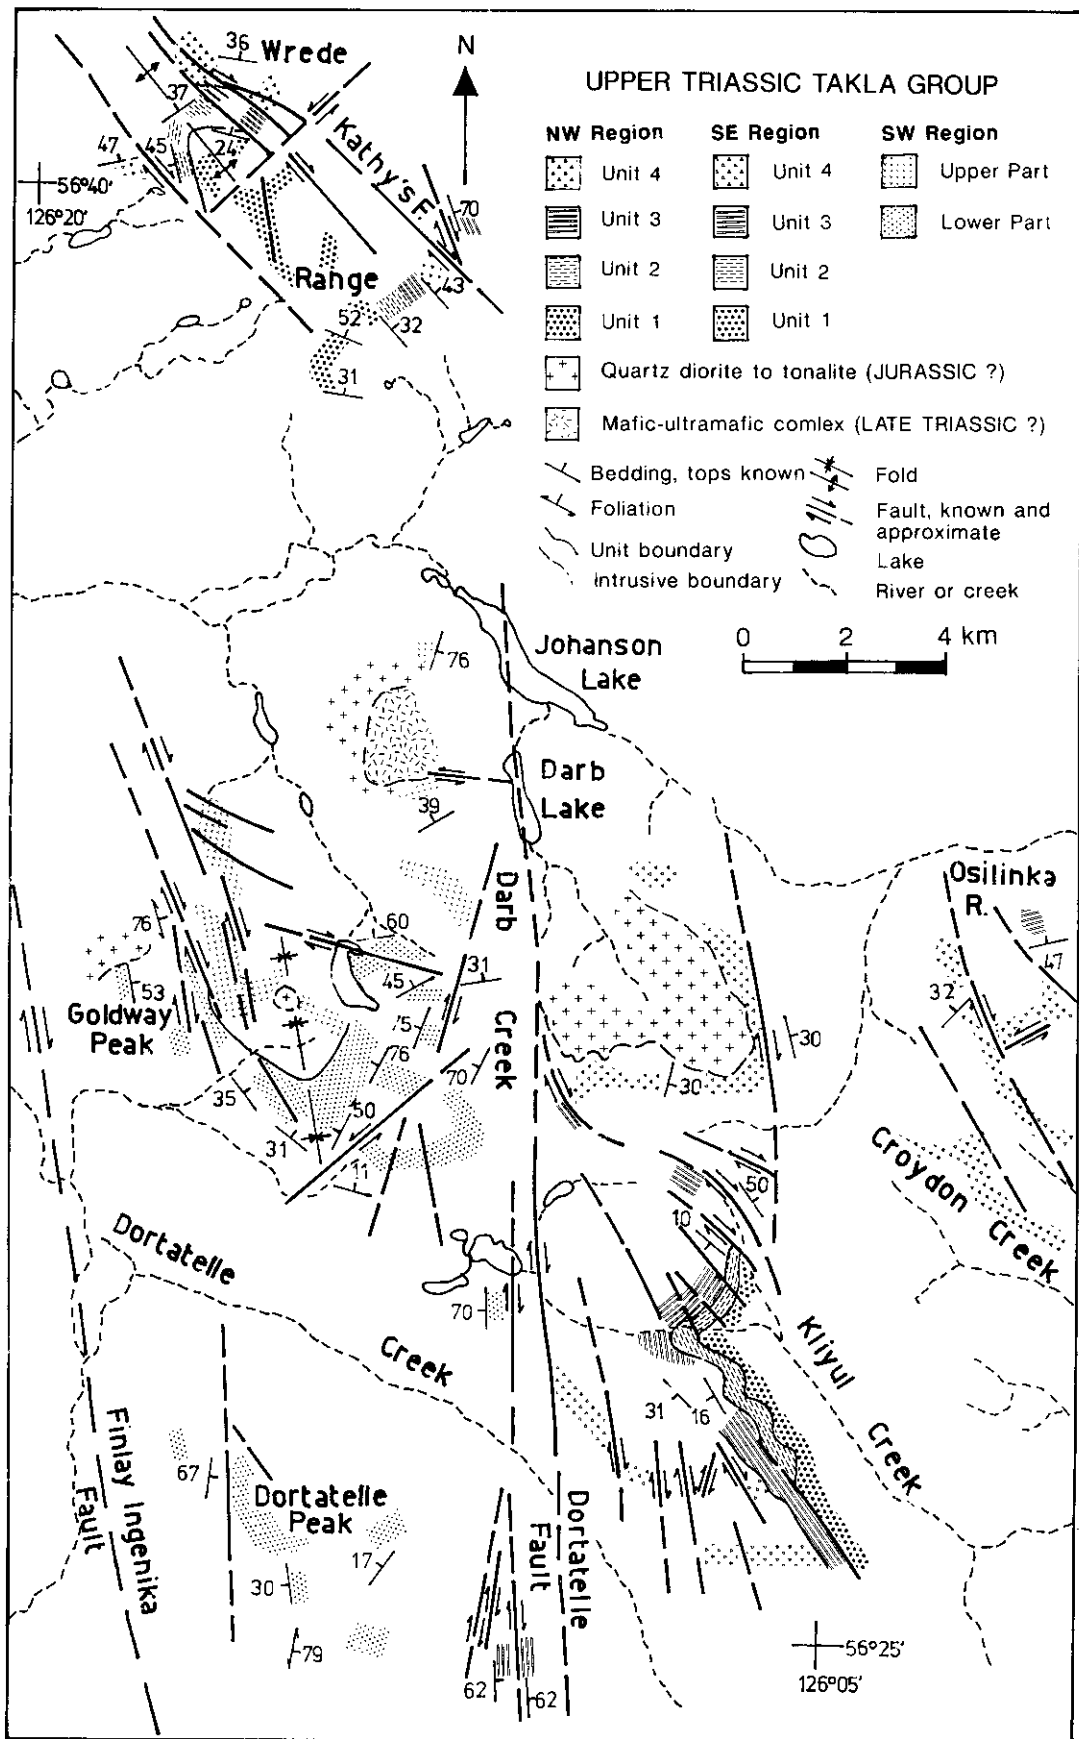 UPPER TRIASSIC TAKLA GROUP
NW Region SE Region SW Region
Unit 4 Unit 4 Upper Part
Unit 3 Unit 3 Lower Part
Unit 2 Unit 2
Unit 1 Unit 1
Quartz diorite to tonalite (JURASSIC ?)
Mafic-ultramafic comlex (LATE TRIASSIC ?)
Bedding, tops known
Foliation
Unit boundary
Intrusive boundary
Fold
Fault, known and
approximate
Lake
River or creek
0 2 4 km
N
36
Wrede
37
47
45
24
56°40'
126°20'
Kathy's F.
70
Range
43
52
32
31
Johanson
Lake
76
Darb
Lake
39
Darb
Creek
Osilinka
R.
47
32
76
60
31
45
53
Goldway
Peak
75
76
70
30
30
35
50
31
11
50
10
Croydon
Creek
Dortatelle
Creek
70
Kliyul
Creek
31
16
Finlay Ingenika
Fault
67
Dortatelle
Peak
17
30
79
Dortatelle
Fault
62
62
56°25'
126°05'